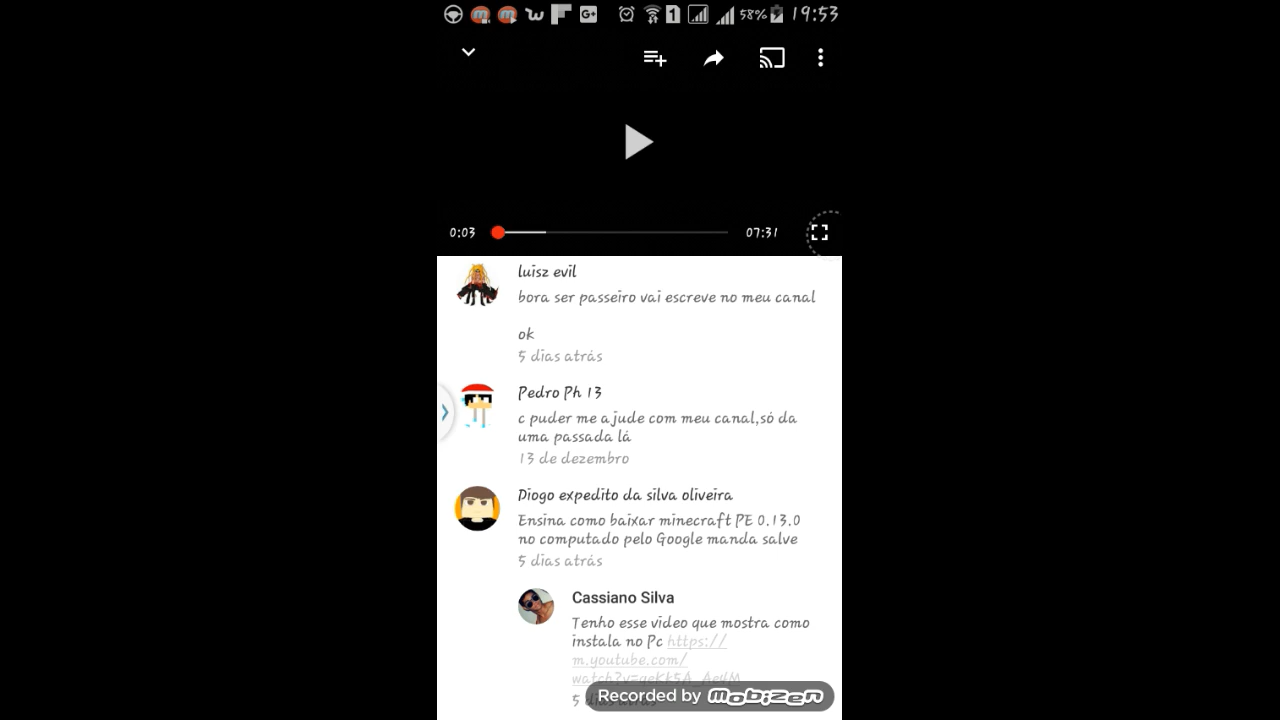 58% 19:53
0:03 07:31
luisz evil
bora ser passeiro vai escreve no meu canal
ok
5 dias atrás
Pedro Ph 13
c puder me ajude com meu canal,só da
uma passada lá
13 de dezembro
Diogo expedito da silva oliveira
Ensina como baixar minecraft PE 0.13.0
no computado pelo Google manda salve
5 dias atrás
Cassiano Silva
Tenho esse video que mostra como
instala no Pc https://
m.youtube.com/
Recorded by mobizen
5 dias atrás